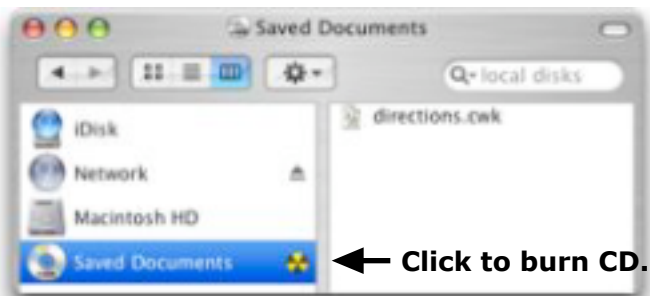 Saved Documents
local disks
iDisk
directions.cwk
Network
Macintosh HD
Saved Documents
Click to burn CD.